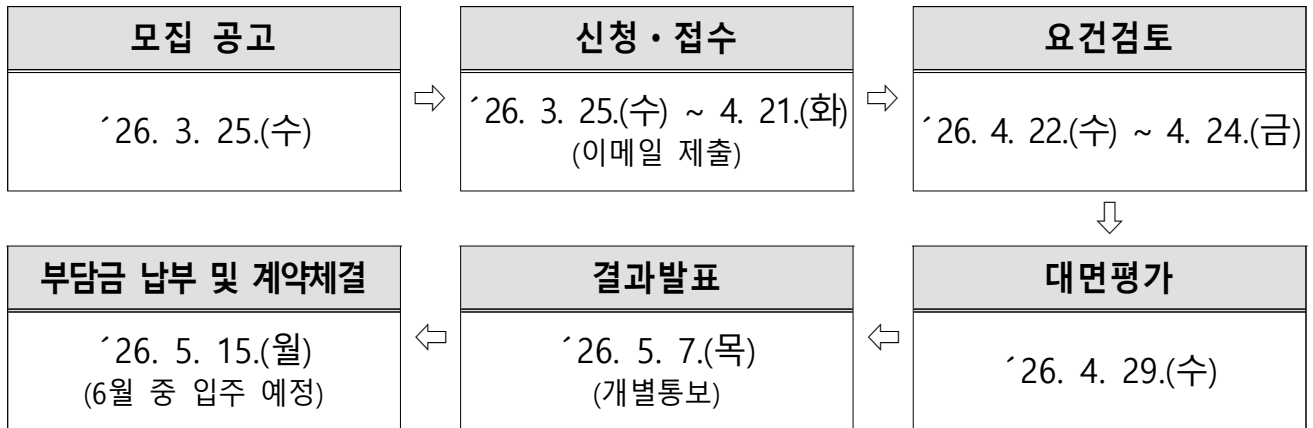 모집 공고
´26. 3. 25.(수)
신청·접수
´26. 3. 25.(수) ~ 4. 21.(화)
(이메일 제출)
요건검토
´26. 4. 22.(수) ~ 4. 24.(금)
대면평가
´26. 4. 29.(수)
결과발표
´26. 5. 7.(목)
(개별통보)
부담금 납부 및 계약체결
´26. 5. 15.(월)
(6월 중 입주 예정)